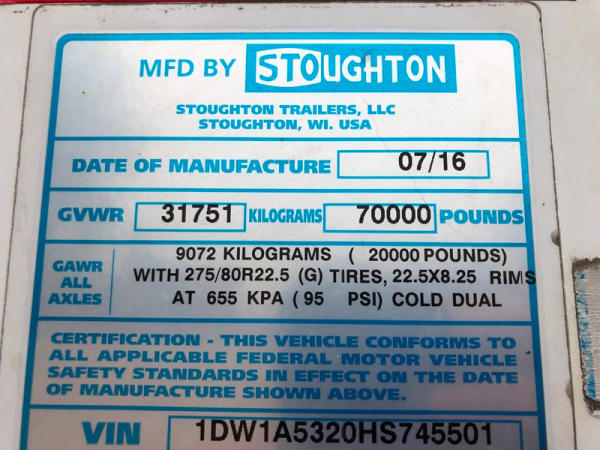 MFD BY STOUGHTON
STOUGHTON TRAILERS, LLC
STOUGHTON, WI. USA
DATE OF MANUFACTURE 07/16
GVWR 31751 KILOGRAMS 70000 POUNDS
GAWR ALL AXLES
9072 KILOGRAMS ( 20000 POUNDS)
WITH 275/80R22.5 (G) TIRES, 22.5X8.25 RIMS
AT 655 KPA ( 95 PSI) COLD DUAL
CERTIFICATION - THIS VEHICLE CONFORMS TO
ALL APPLICABLE FEDERAL MOTOR VEHICLE
SAFETY STANDARDS IN EFFECT ON THE DATE
OF MANUFACTURE SHOWN ABOVE.
VIN 1DW1A5320HS745501